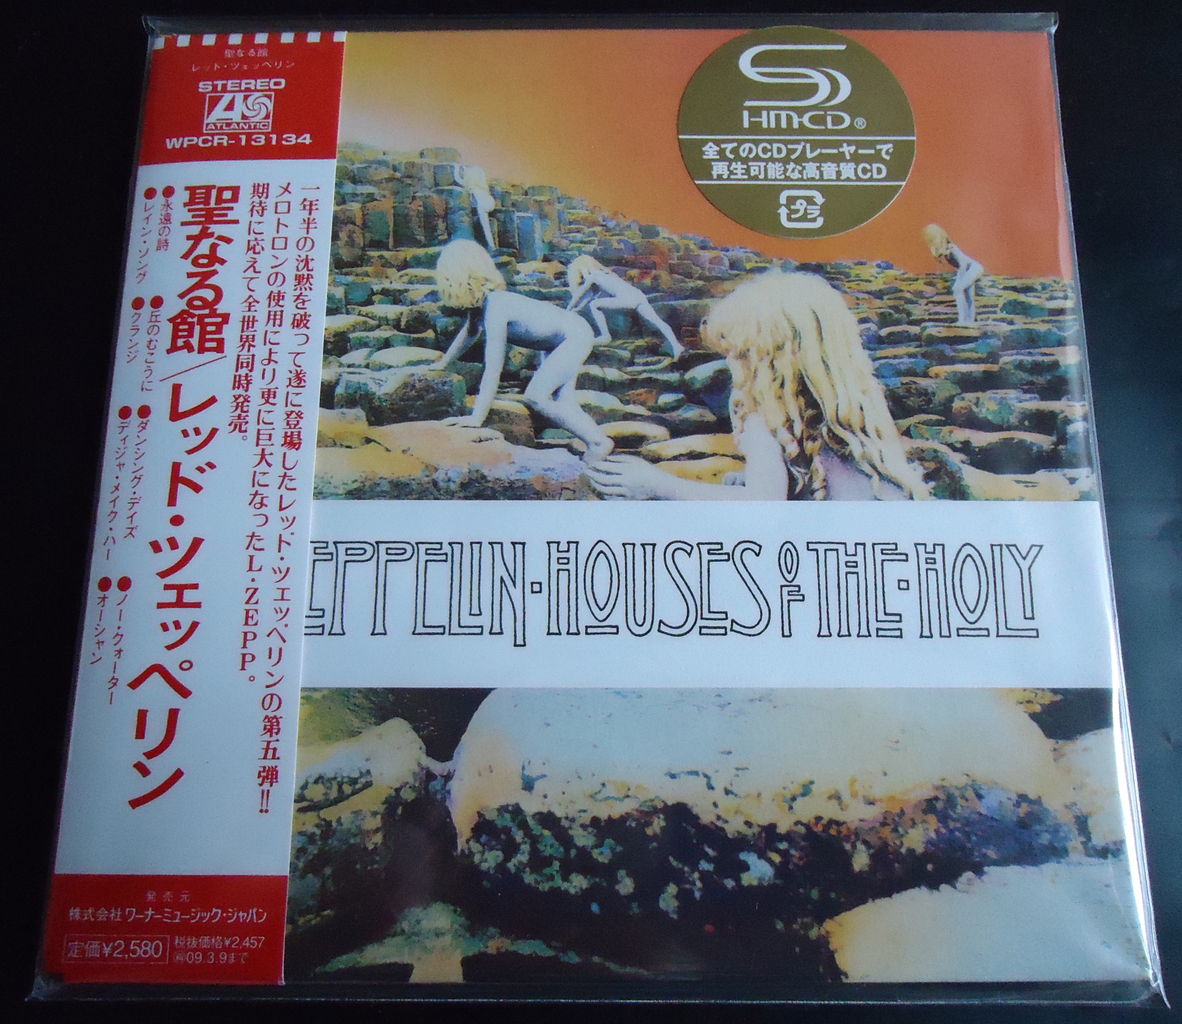 聖なる館
レッド・ツェッペリン
STEREO
ATLANTIC
WPCR-13134
一年半の沈黙を破って遂に登場したレッド・ツェッペリンの第五弾!!
メロトロンの使用により更に巨大になったL・ZEPP。
期待に応えて全世界同時発売。
聖なる館/レッド・ツェッペリン
●永遠の詩
●レイン・ソング
●丘のむこうに
●クランジ
●ダンシング・デイズ
●ディジャ・メイク・ハー
●ノー・クォーター
●オーシャン
発売元
株式会社 ワーナーミュージック・ジャパン
定価¥2,580
税抜価格¥2,457
09.3.9まで
HM-CD®
全てのCDプレーヤーで
再生可能な高音質CD
プラ
EPPELIN·HOUSES OF THE·HOLY